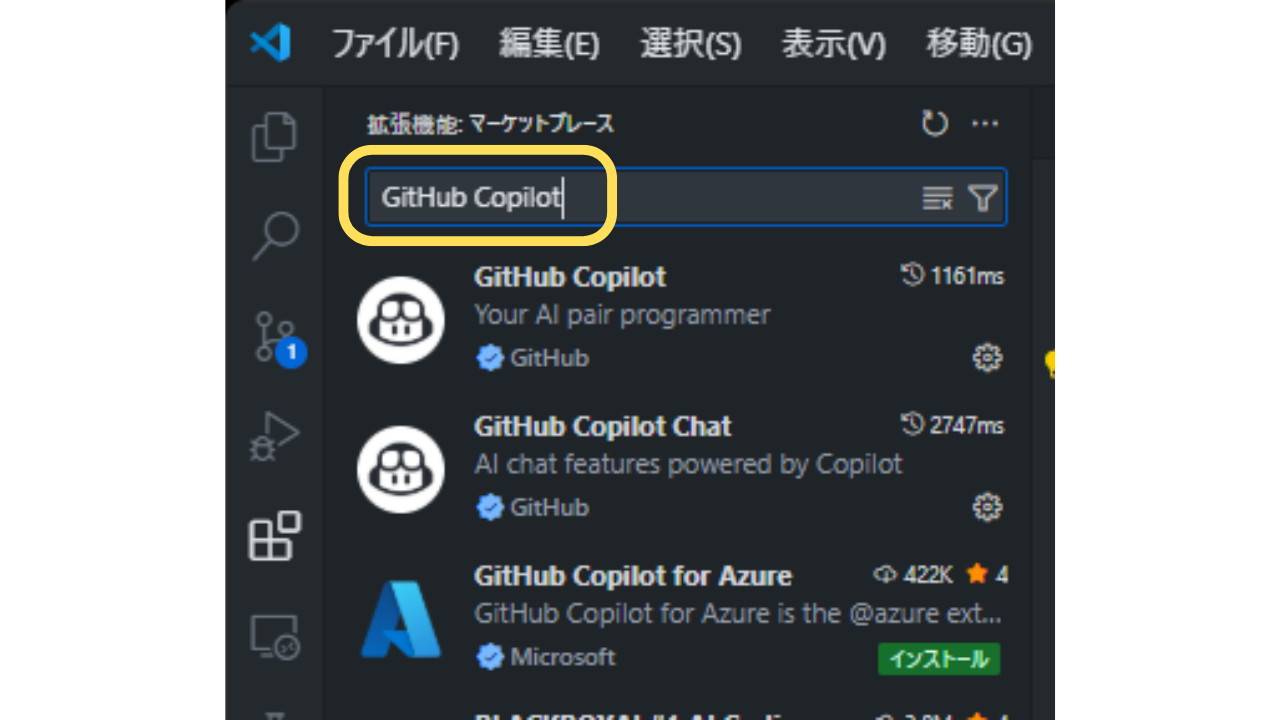 ファイル(F) 編集(E) 選択(S) 表示(V) 移動(G)
拡張機能: マーケットプレース
GitHub Copilot
GitHub Copilot 1161ms
Your AI pair programmer
GitHub
1
GitHub Copilot Chat 2747ms
AI chat features powered by Copilot
GitHub
GitHub Copilot for Azure 422K 4
GitHub Copilot for Azure is the @azure ext...
Microsoft インストール